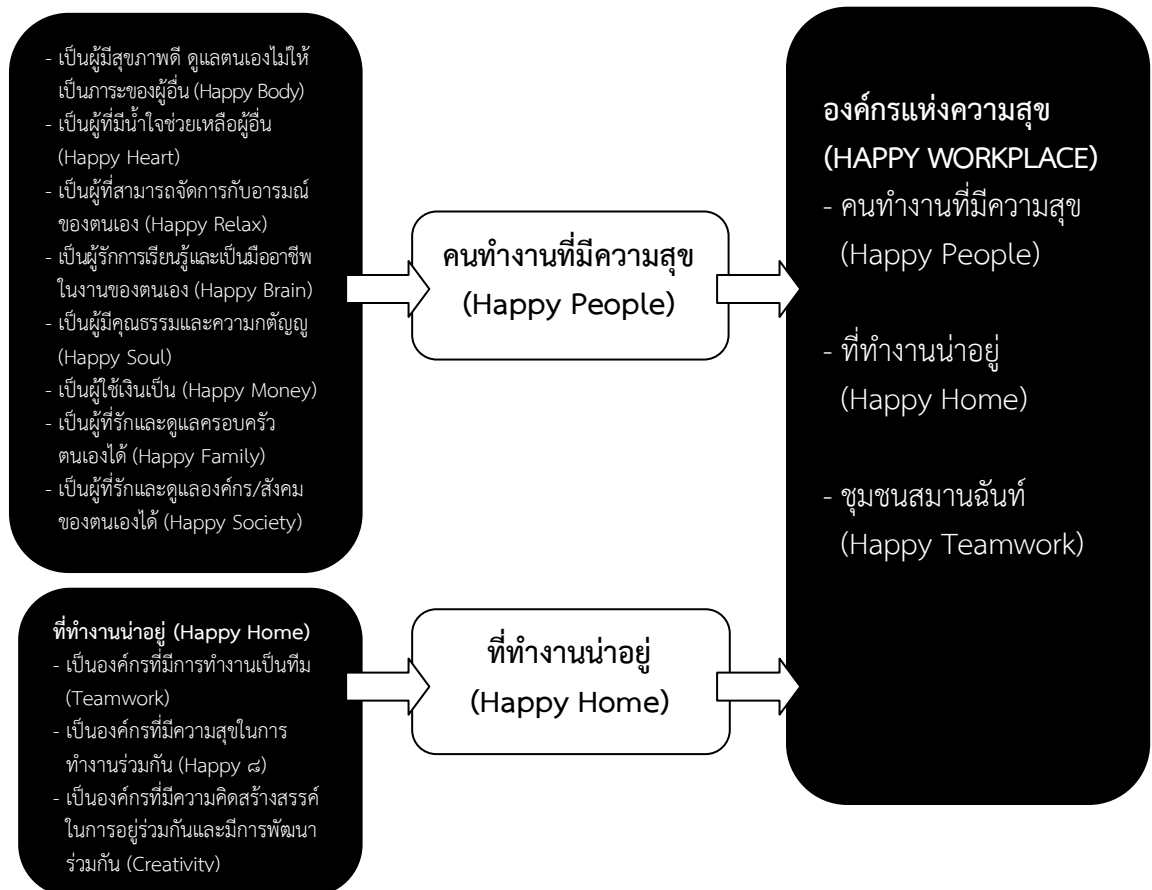 - เป็นผู้มีสุขภาพดี ดูแลตนเองไม่ให้
เป็นภาระของผู้อื่น (Happy Body)
- เป็นผู้ที่มีน้ำใจช่วยเหลือผู้อื่น
(Happy Heart)
- เป็นผู้ที่สามารถจัดการกับอารมณ์
ของตนเอง (Happy Relax)
- เป็นผู้รักการเรียนรู้และเป็นมืออาชีพ
ในงานของตนเอง (Happy Brain)
- เป็นผู้มีคุณธรรมและความกตัญญู
(Happy Soul)
- เป็นผู้ใช้เงินเป็น (Happy Money)
- เป็นผู้ที่รักและดูแลครอบครัว
ตนเองได้ (Happy Family)
- เป็นผู้ที่รักและดูแลองค์กร/สังคม
ของตนเองได้ (Happy Society)
คนทำงานที่มีความสุข
(Happy People)
องค์กรแห่งความสุข
(HAPPY WORKPLACE)
- คนทำงานที่มีความสุข
(Happy People)
- ที่ทำงานน่าอยู่
(Happy Home)
- ชุมชนสมานฉันท์
(Happy Teamwork)
ที่ทำงานน่าอยู่ (Happy Home)
- เป็นองค์กรที่มีการทำงานเป็นทีม
(Teamwork)
- เป็นองค์กรที่มีความสุขในการ
ทำงานร่วมกัน (Happy ๘)
- เป็นองค์กรที่มีความคิดสร้างสรรค์
ในการอยู่ร่วมกันและมีการพัฒนา
ร่วมกัน (Creativity)
ที่ทำงานน่าอยู่
(Happy Home)